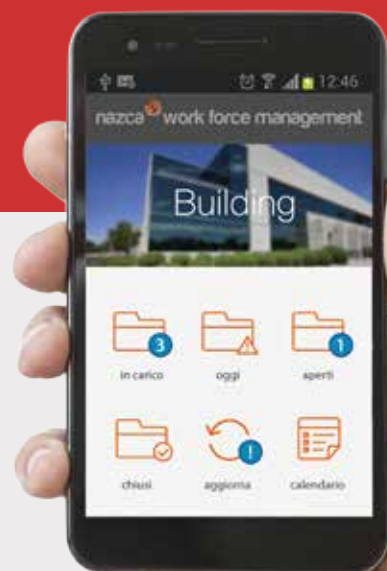 12:46
nazca work force management
Building
3
1
in carico
oggi
aperti
!
chiusi
aggiorna
calendario